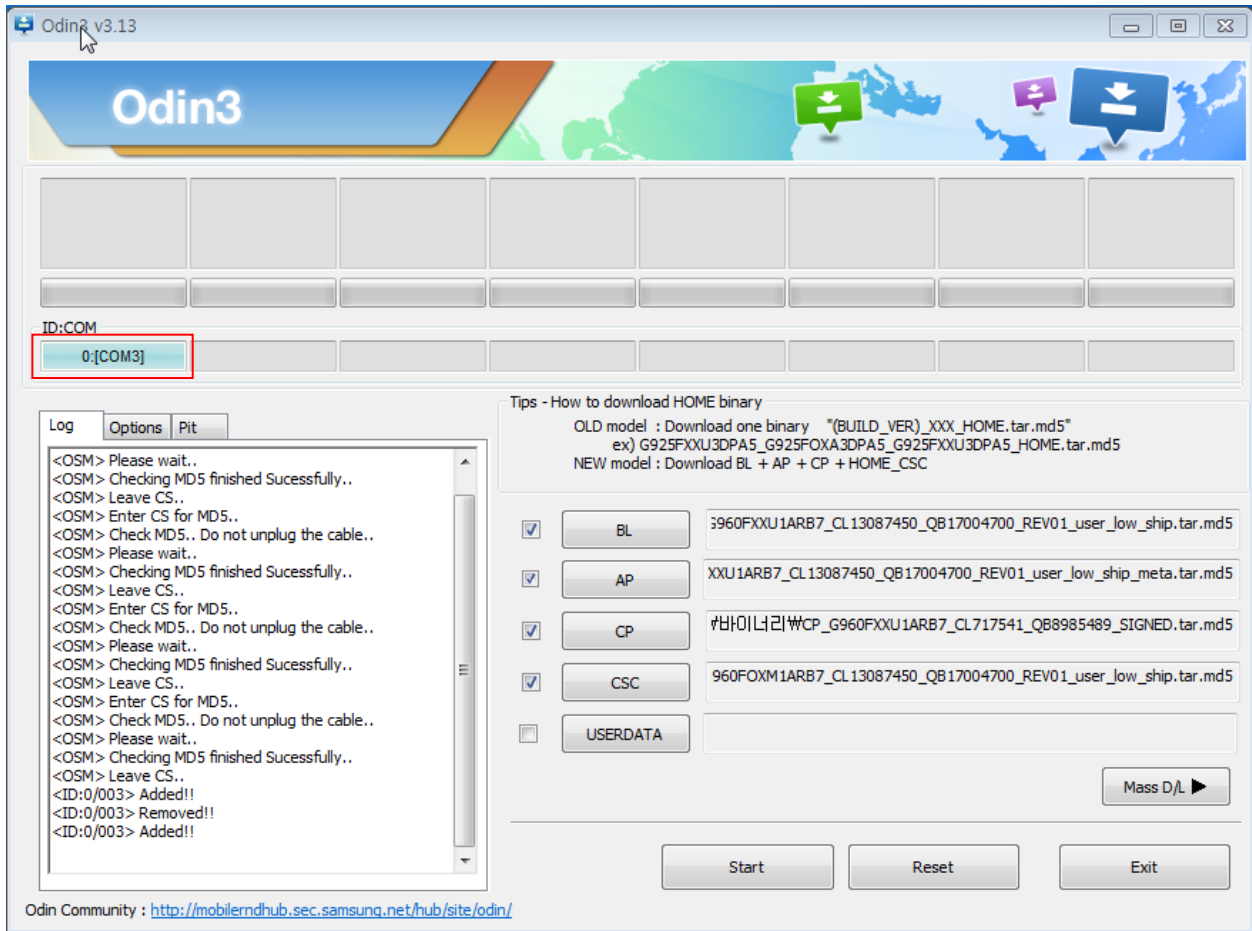 Odin3 v3.13
Odin3
ID:COM
0:[COM3]
Log
Options
Pit
<OSM> Please wait..
<OSM> Checking MD5 finished Sucessfully..
<OSM> Leave CS..
<OSM> Enter CS for MD5..
<OSM> Check MD5.. Do not unplug the cable..
<OSM> Please wait..
<OSM> Checking MD5 finished Sucessfully..
<OSM> Leave CS..
<OSM> Enter CS for MD5..
<OSM> Check MD5.. Do not unplug the cable..
<OSM> Please wait..
<OSM> Checking MD5 finished Sucessfully..
<OSM> Leave CS..
<OSM> Enter CS for MD5..
<OSM> Check MD5.. Do not unplug the cable..
<OSM> Please wait..
<OSM> Checking MD5 finished Sucessfully..
<OSM> Leave CS..
<ID:0/003> Added!!
<ID:0/003> Removed!!
<ID:0/003> Added!!
Tips - How to download HOME binary
OLD model : Download one binary "(BUILD_VER)_XXX_HOME.tar.md5"
ex) G925FXXU3DPA5_G925FOXA3DPA5_G925FXXU3DPA5_HOME.tar.md5
NEW model : Download BL + AP + CP + HOME_CSC
BL
G960FXXU1ARB7_CL13087450_QB17004700_REV01_user_low_ship.tar.md5
AP
XXU1ARB7_CL13087450_QB17004700_REV01_user_low_ship_meta.tar.md5
CP
바이너리₩CP_G960FXXU1ARB7_CL717541_QB8985489_SIGNED.tar.md5
CSC
960FOXM1ARB7_CL13087450_QB17004700_REV01_user_low_ship.tar.md5
USERDATA
Mass D/L ▶
Start
Reset
Exit
Odin Community : http://mobilerndhub.sec.samsung.net/hub/site/odin/